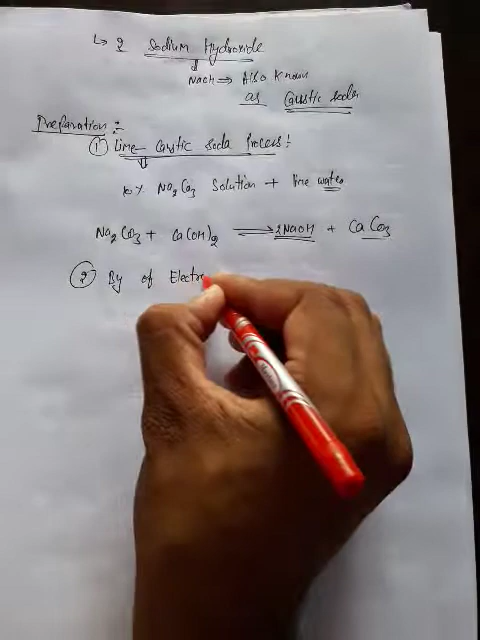 ↳ 2 Sodium Hydroxide
NaOH ⇒ Also Known
as Caustic soda
Preparation :-
① Lime- Caustic soda Process!
10% Na2CO3 Solution + lime water
Na2CO3 + Ca(OH)2 ⇌ 2NaOH + CaCO3
② By of Electro